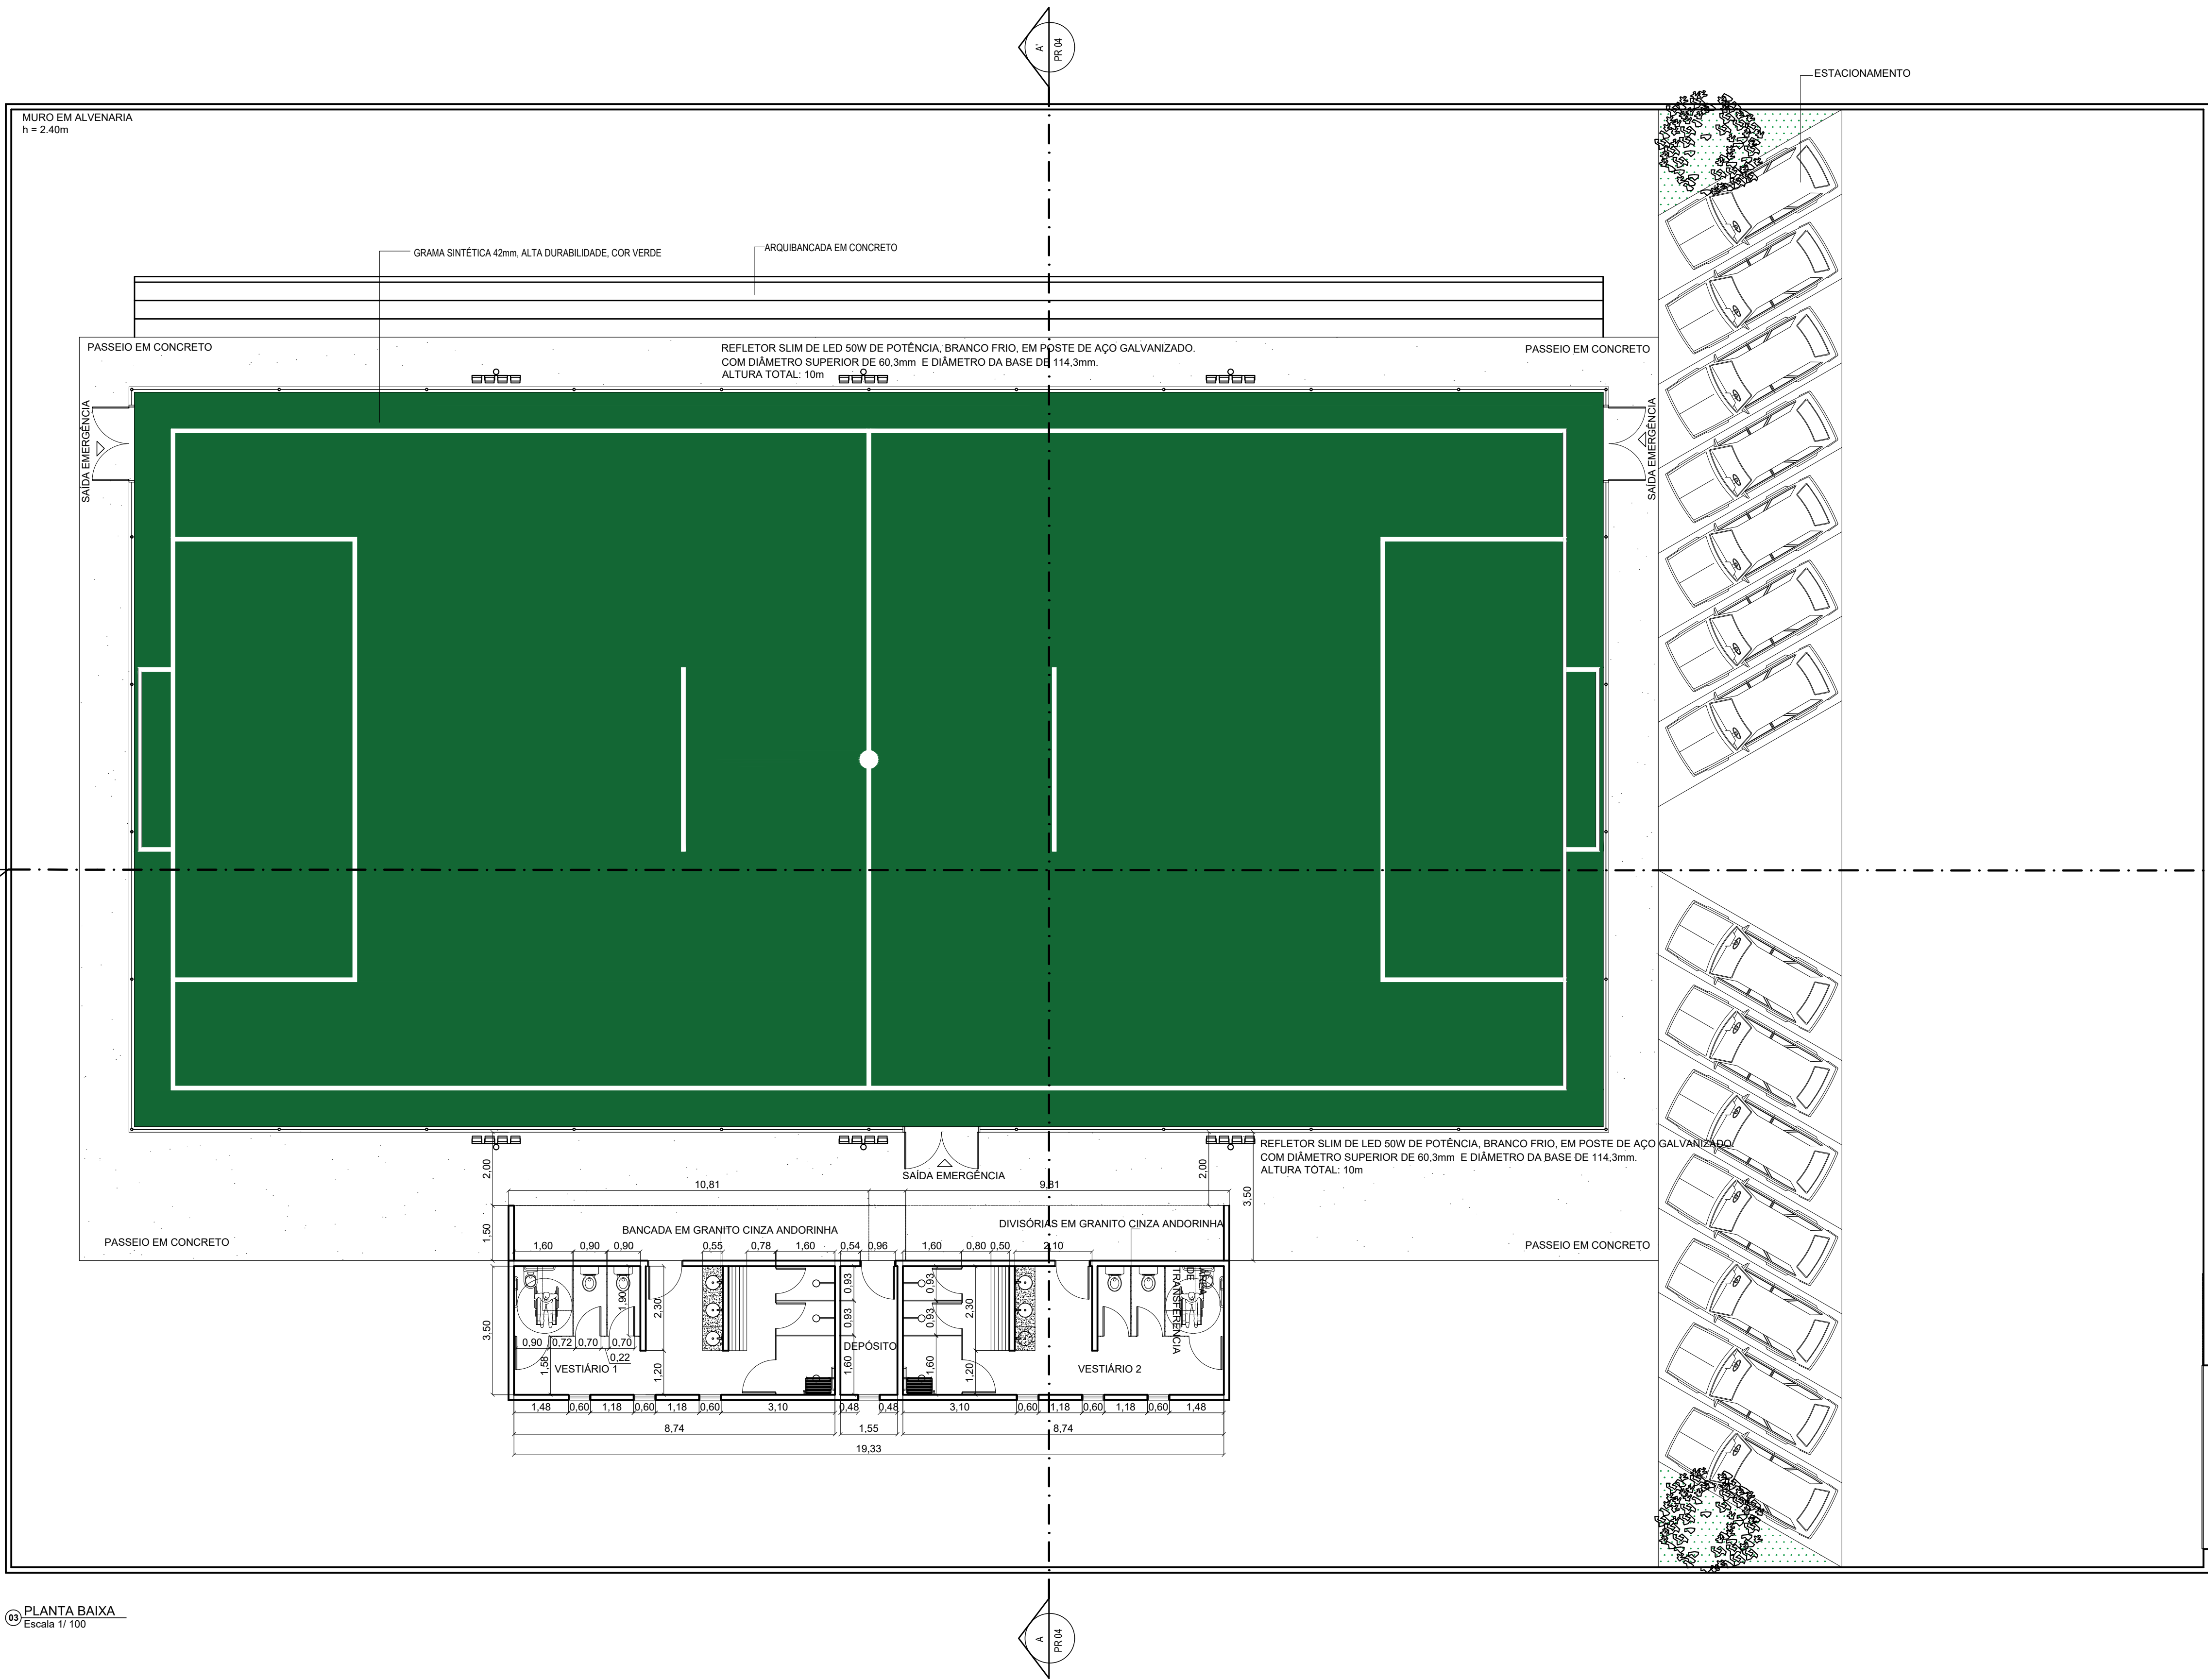 A'
PR 04
ESTACIONAMENTO
MURO EM ALVENARIA
h = 2.40m
GRAMA SINTÉTICA 42mm, ALTA DURABILIDADE, COR VERDE
ARQUIBANCADA EM CONCRETO
PASSEIO EM CONCRETO
REFLETOR SLIM DE LED 50W DE POTÊNCIA, BRANCO FRIO, EM POSTE DE AÇO GALVANIZADO.
COM DIÂMETRO SUPERIOR DE 60,3mm E DIÂMETRO DA BASE DE 114,3mm.
ALTURA TOTAL: 10m
PASSEIO EM CONCRETO
SAÍDA EMERGÊNCIA
SAÍDA EMERGÊNCIA
REFLETOR SLIM DE LED 50W DE POTÊNCIA, BRANCO FRIO, EM POSTE DE AÇO GALVANIZADO.
COM DIÂMETRO SUPERIOR DE 60,3mm E DIÂMETRO DA BASE DE 114,3mm.
ALTURA TOTAL: 10m
SAÍDA EMERGÊNCIA
2,00
2,00
3,50
10,81
9,81
1,50
BANCADA EM GRANITO CINZA ANDORINHA
DIVISÓRIAS EM GRANITO CINZA ANDORINHA
PASSEIO EM CONCRETO
PASSEIO EM CONCRETO
1,60
0,90
0,90
0,55
0,78
1,60
0,54
0,96
1,60
0,80
0,50
2,10
3,50
1,90
2,30
0,93
0,93
0,93
0,93
2,30
ÁREA
DE
TRANSFERÊNCIA
0,90
0,72
0,70
0,70
0,22
1,58
1,20
1,60
1,60
1,20
VESTIÁRIO 1
DEPÓSITO
VESTIÁRIO 2
1,48
0,60
1,18
0,60
1,18
0,60
3,10
0,48
0,48
3,10
0,60
1,18
0,60
1,18
0,60
1,48
8,74
1,55
8,74
19,33
03
PLANTA BAIXA
Escala 1/ 100
A
PR 04